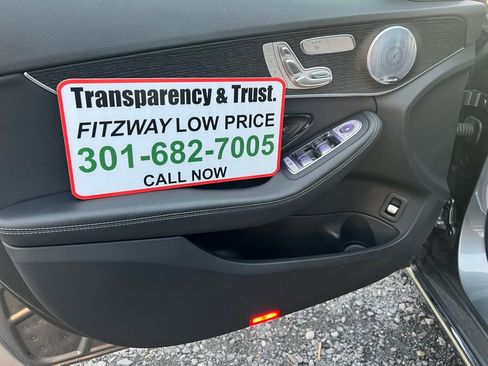 Transparency & Trust.
FITZWAY LOW PRICE
301-682-7005
CALL NOW